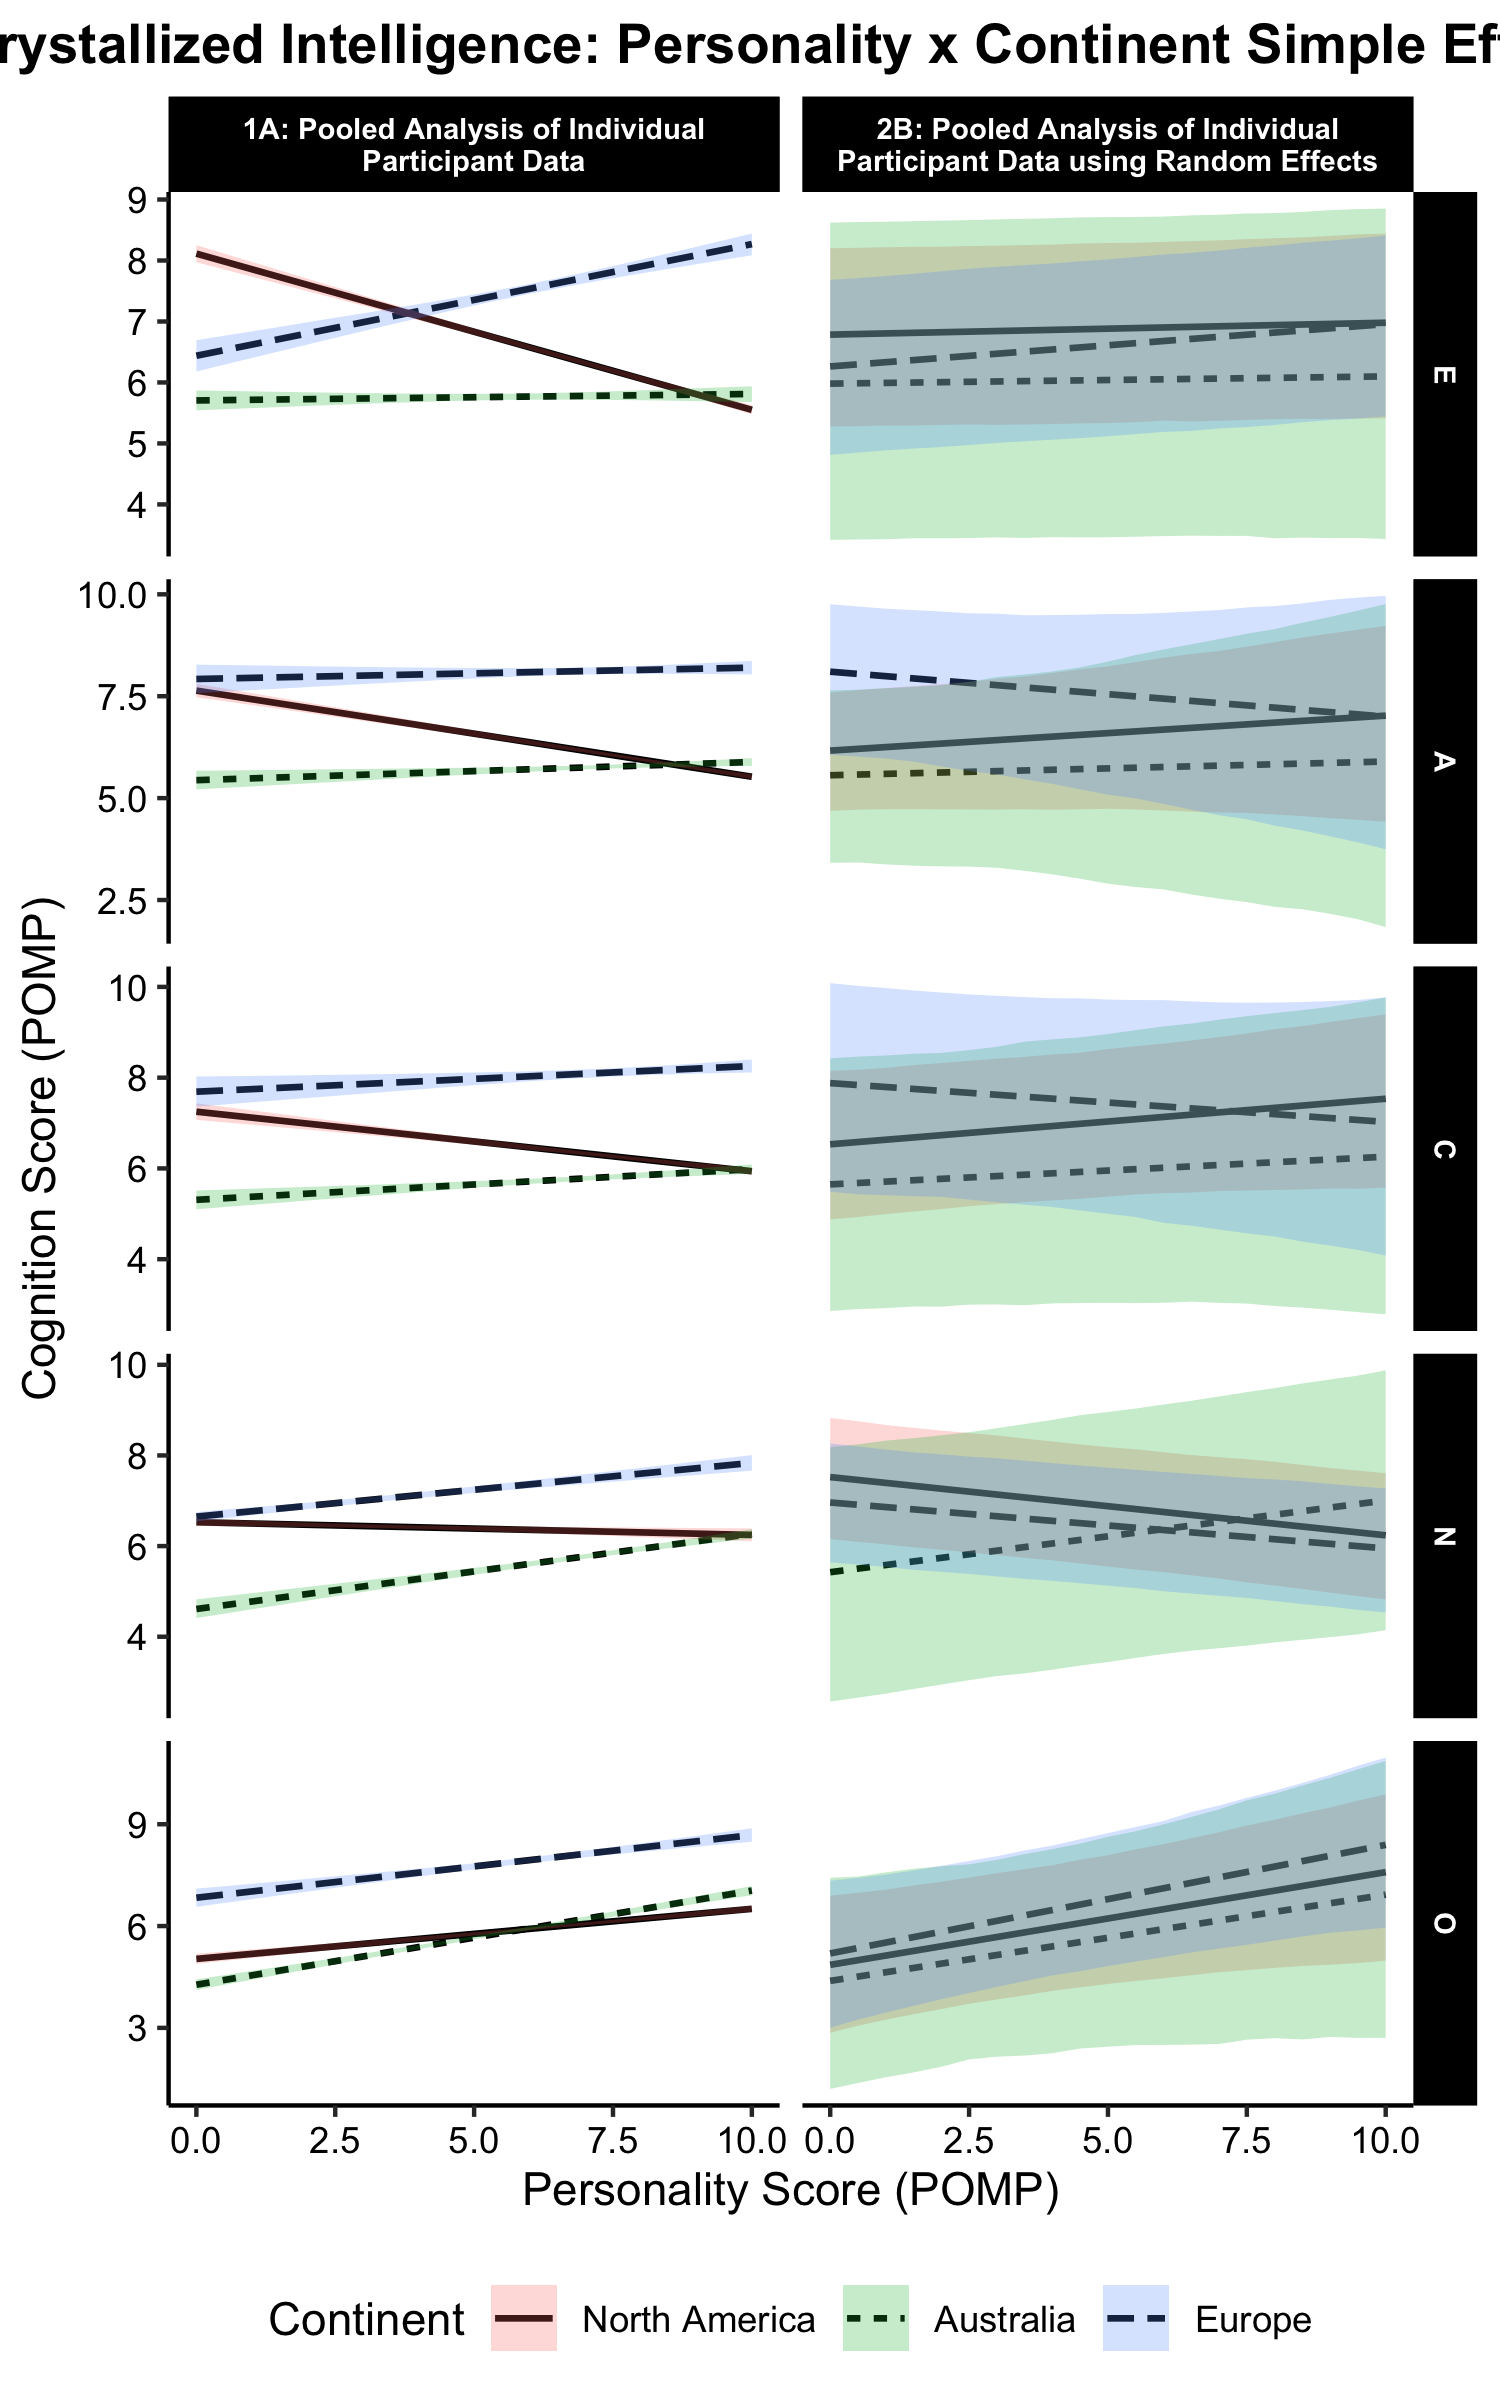 rystallized Intelligence: Personality x Continent Simple Ef
1A: Pooled Analysis of Individual
Participant Data
2B: Pooled Analysis of Individual
Participant Data using Random Effects
9
8
7
6
5
4
E
10.0
7.5
5.0
2.5
A
10
8
6
4
C
10
8
6
4
N
9
6
3
O
Cognition Score (POMP)
0.0 2.5 5.0 7.5 10.0 0.0 2.5 5.0 7.5 10.0
Personality Score (POMP)
Continent North America Australia Europe